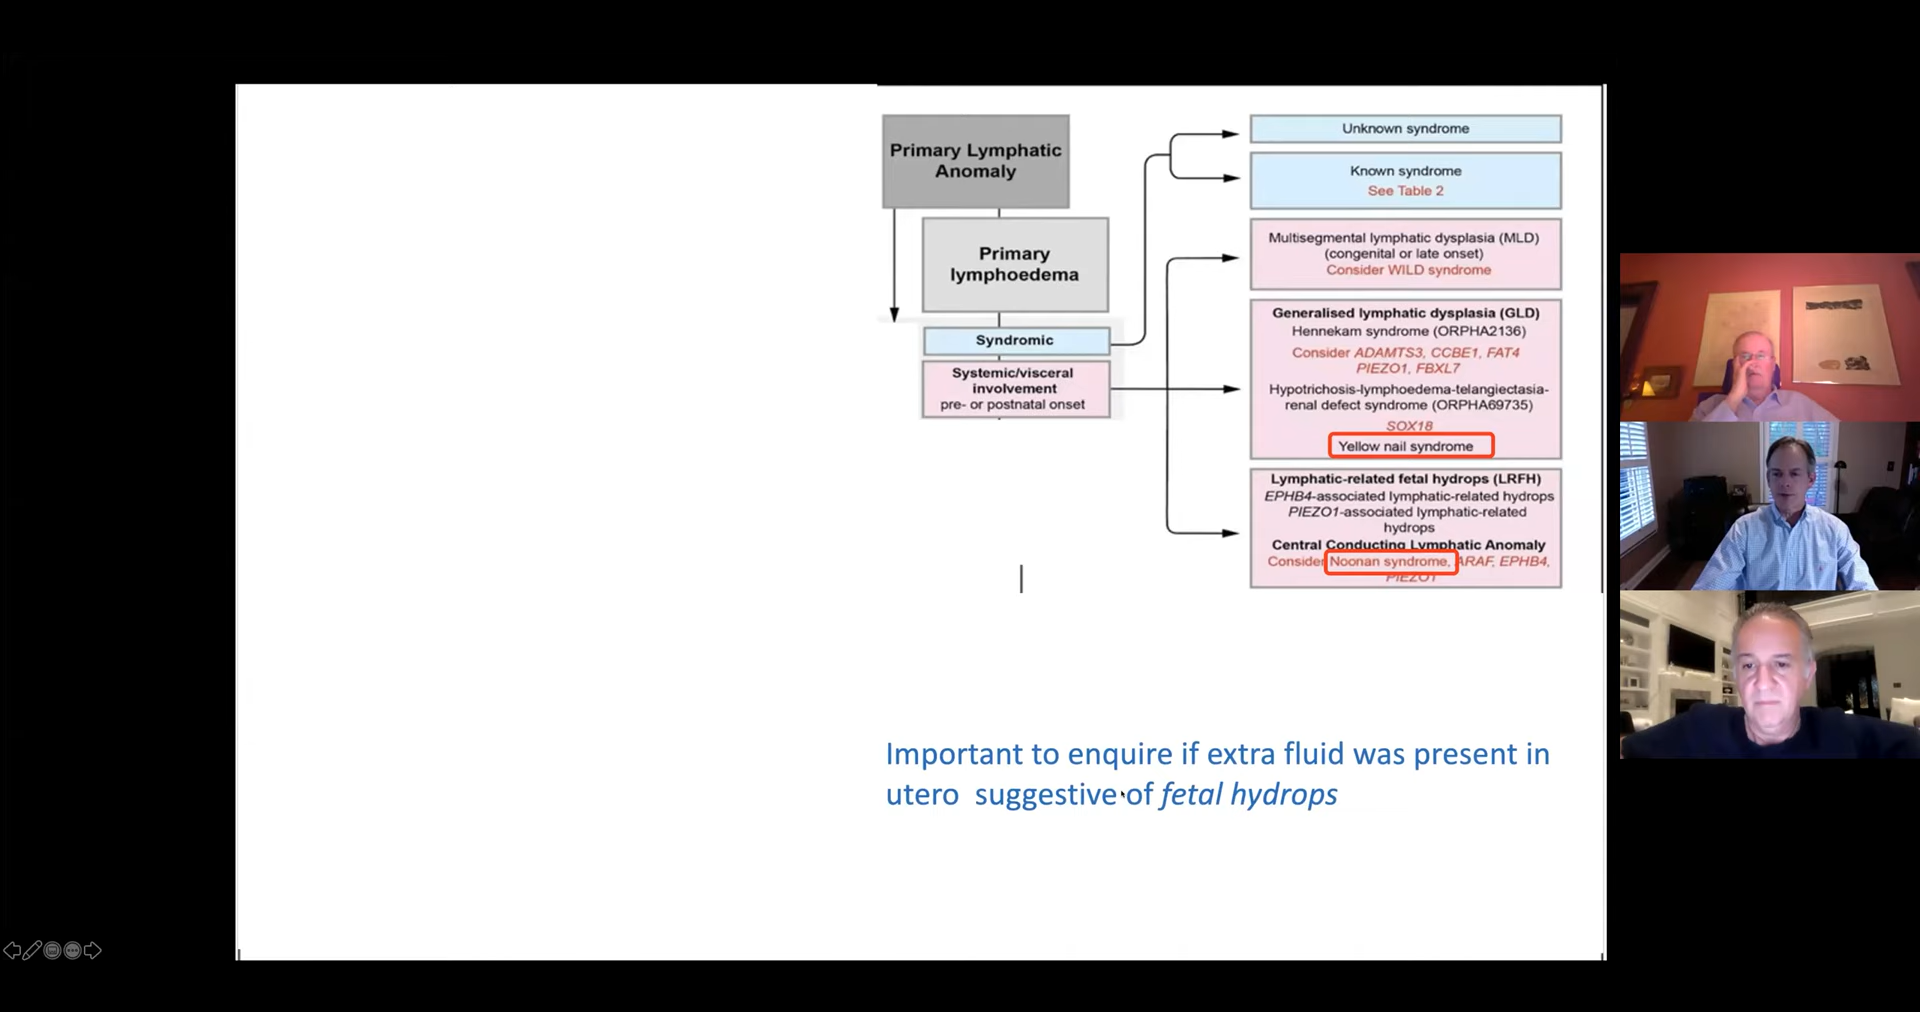 Primary Lymphatic
Anomaly
Primary
lymphoedema
Syndromic
Systemic/visceral
involvement
pre- or postnatal onset
Unknown syndrome
Known syndrome
See Table 2
Multisegmental lymphatic dysplasia (MLD)
(congenital or late onset)
Consider WILD syndrome
Generalised lymphatic dysplasia (GLD)
Hennekam syndrome (ORPHA2136)
Consider ADAMTS3, CCBE1, FAT4
PIEZO1, FBXL7
Hypotrichosis-lymphoedema-telangiectasia-
renal defect syndrome (ORPHA69735)
SOX18
Yellow nail syndrome
Lymphatic-related fetal hydrops (LRFH)
EPHB4-associated lymphatic-related hydrops
PIEZO1-associated lymphatic-related
hydrops
Central Conducting Lymphatic Anomaly
Consider Noonan syndrome, ARAF, EPHB4,
PIEZO1
Important to enquire if extra fluid was present in
utero suggestive of fetal hydrops